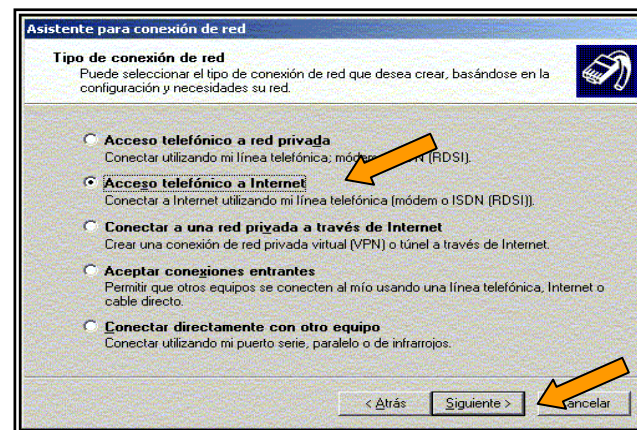 Asistente para conexión de red
Tipo de conexión de red
Puede seleccionar el tipo de conexión de red que desea crear, basándose en la
configuración y necesidades su red.
Acceso telefónico a red privada
Conectar utilizando mi línea telefónica; (RDSI).
Acceso telefónico a Internet
Conectar a Internet utilizando mi línea telefónica (módem o ISDN (RDSI)).
Conectar a una red privada a través de Internet
Crear una conexión de red privada virtual (VPN) o túnel a través de Internet.
Aceptar conexiones entrantes
Permitir que otros equipos se conecten al mío usando una línea telefónica, Internet o
cable directo.
Conectar directamente con otro equipo
Conectar utilizando mi puerto serie, paralelo o de infrarrojos.
< Atrás Siguiente > Cancelar